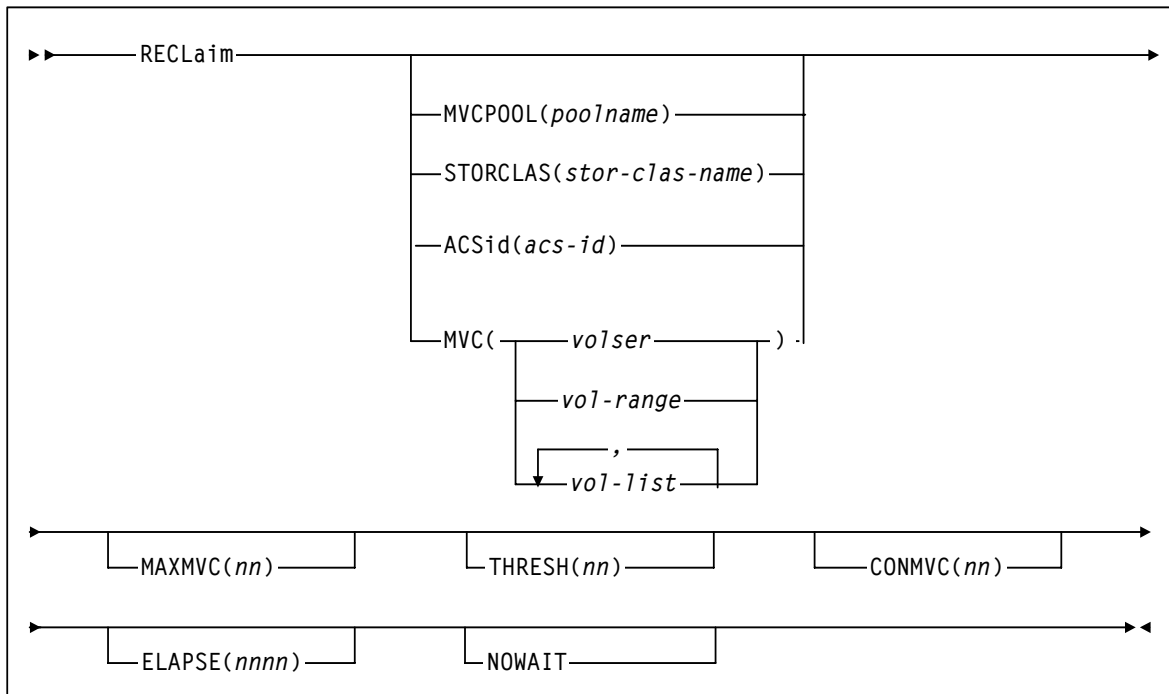 RECLaim
MVCPOOL(poolname)
STORCLAS(stor-clas-name)
ACSid(acs-id)
MVC( volser )
vol-range
,
vol-list
MAXMVC(nn) THRESH(nn) CONMVC(nn)
ELAPSE(nnnn) NOWAIT